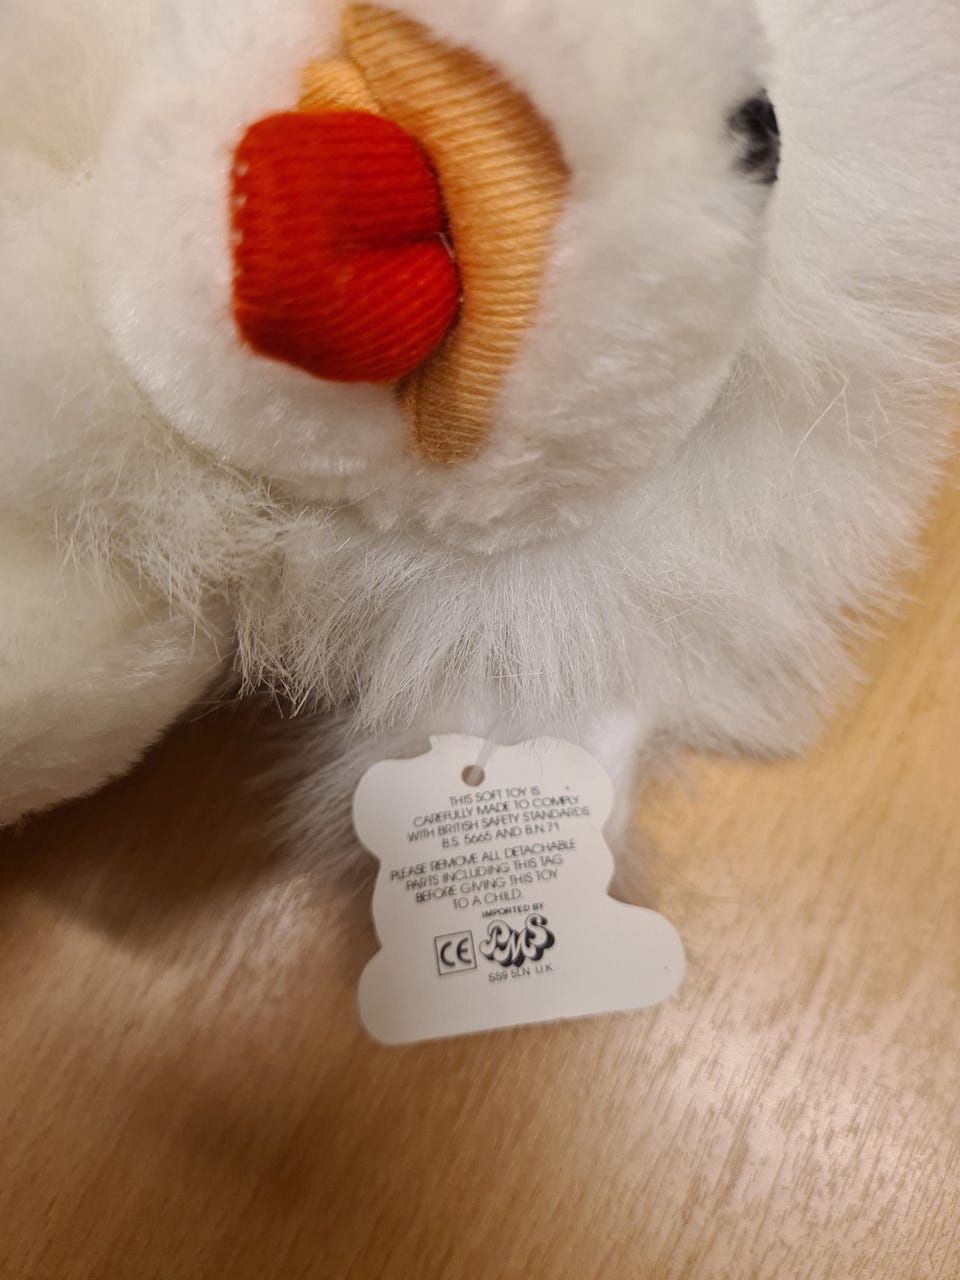 THIS SOFT TOY IS
CAREFULLY MADE TO COMPLY
WITH BRITISH SAFETY STANDARDS
B.S. 5665 AND B.N.71
PLEASE REMOVE ALL DETACHABLE
PARTS INCLUDING THIS TAG
BEFORE GIVING THIS TOY
TO A CHILD.
IMPORTED BY
CE PMS
SS9 5LN U.K